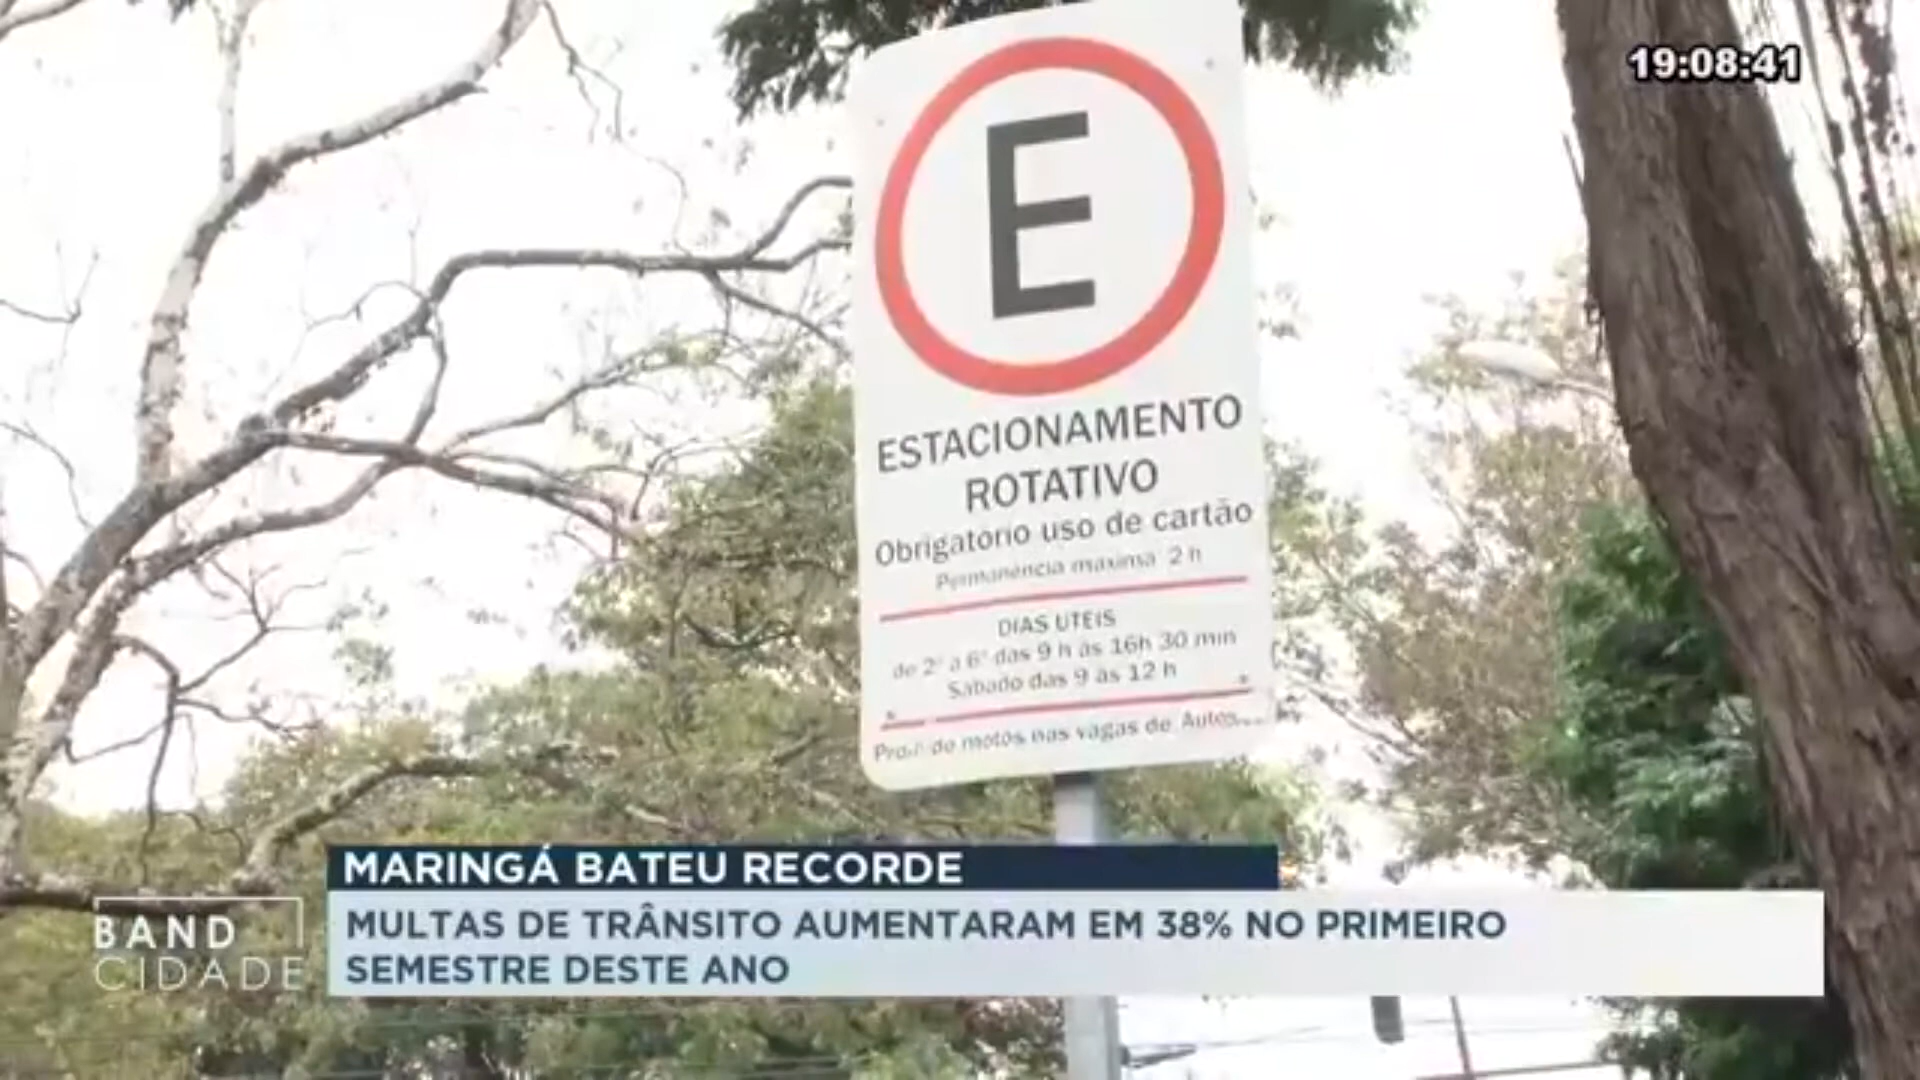 19:08:41
E
ESTACIONAMENTO
ROTATIVO
Obrigatorio uso de cartão
Permanencia maxima 2 h
DIAS UTEIS
de 2ª a 6ª das 9 h às 16h 30 min
Sabado das 9 às 12 h
de motos nas vagas de
MARINGÁ BATEU RECORDE
MULTAS DE TRÂNSITO AUMENTARAM EM 38% NO PRIMEIRO
SEMESTRE DESTE ANO
BAND
CIDADE